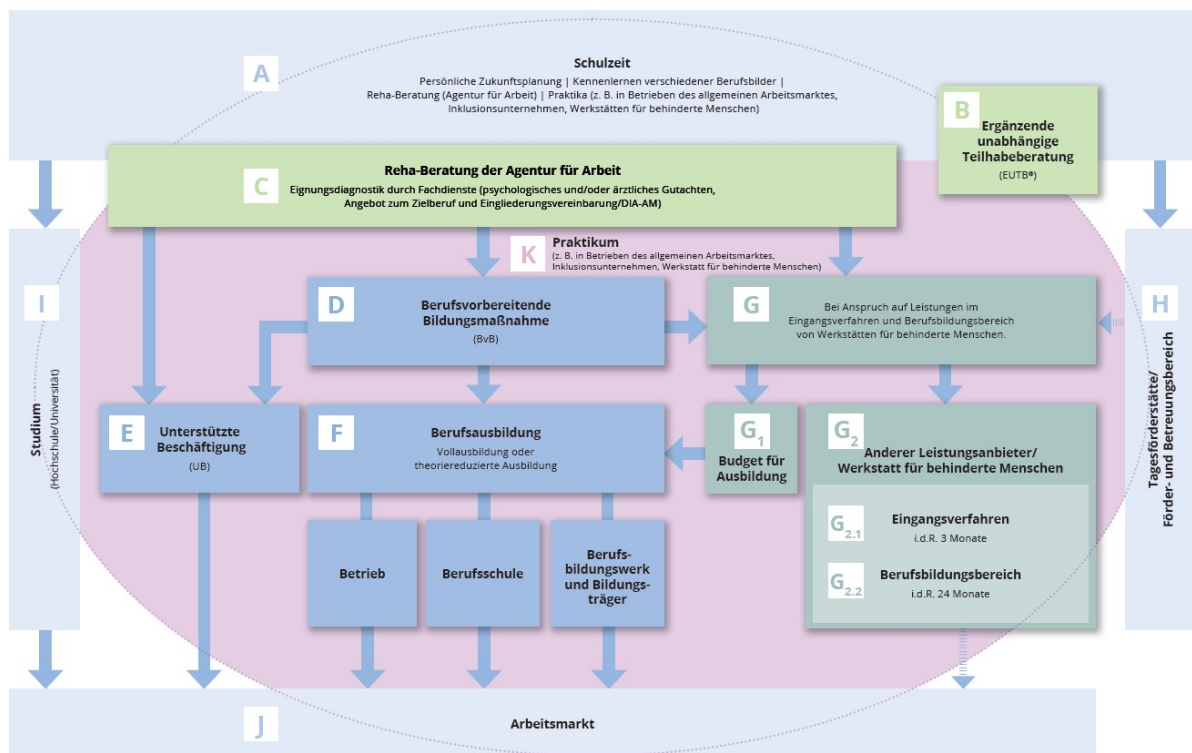 A
Schulzeit
Persönliche Zukunftsplanung | Kennenlernen verschiedener Berufsbilder |
Reha-Beratung (Agentur für Arbeit) | Praktika (z. B. in Betrieben des allgemeinen Arbeitsmarktes,
Inklusionsunternehmen, Werkstätten für behinderte Menschen)
B
Ergänzende
unabhängige
Teilhabeberatung
(EUTB®)
C
Reha-Beratung der Agentur für Arbeit
Eignungsdiagnostik durch Fachdienste (psychologisches und/oder ärztliches Gutachten,
Angebot zum Zielberuf und Eingliederungsvereinbarung/DIA-AM)
K
Praktikum
(z. B. in Betrieben des allgemeinen Arbeitsmarktes,
Inklusionsunternehmen, Werkstatt für behinderte Menschen)
I
Studium
(Hochschule/Universität)
D
Berufsvorbereitende
Bildungsmaßnahme
(BvB)
G
Bei Anspruch auf Leistungen im
Eingangsverfahren und Berufsbildungsbereich
von Werkstätten für behinderte Menschen.
H
Tagesförderstätte/
Förder- und Betreuungsbereich
E
Unterstützte
Beschäftigung
(UB)
F
Berufsausbildung
Vollausbildung oder
theoriereduzierte Ausbildung
G1
Budget für
Ausbildung
G2
Anderer Leistungsanbieter/
Werkstatt für behinderte Menschen
G2.1
Eingangsverfahren
i.d.R. 3 Monate
G2.2
Berufsbildungsbereich
i.d.R. 24 Monate
Betrieb
Berufsschule
Berufs-
bildungswerk
und Bildungs-
träger
J
Arbeitsmarkt